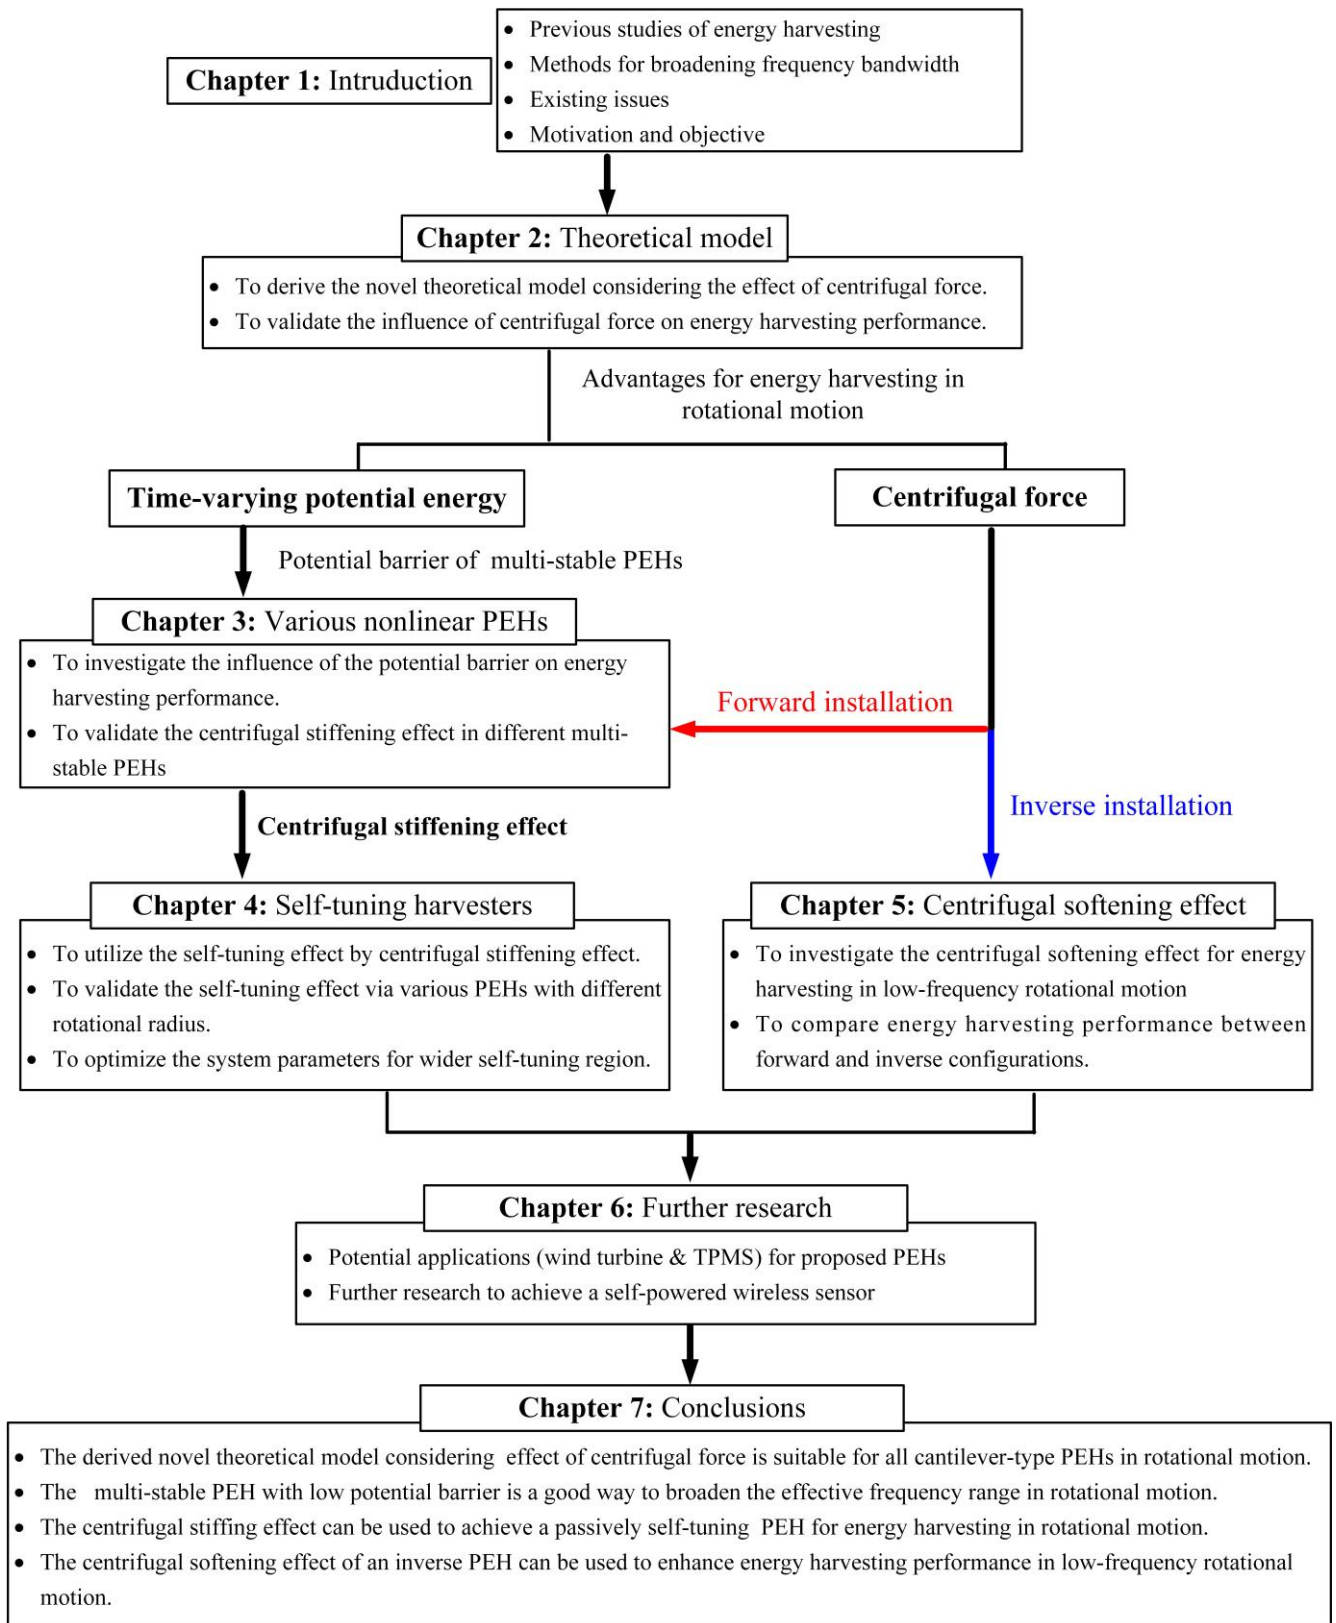 Chapter 1: Intruduction
• Previous studies of energy harvesting
• Methods for broadening frequency bandwidth
• Existing issues
• Motivation and objective
Chapter 2: Theoretical model
• To derive the novel theoretical model considering the effect of centrifugal force.
• To validate the influence of centrifugal force on energy harvesting performance.
Advantages for energy harvesting in
rotational motion
Time-varying potential energy
Centrifugal force
Potential barrier of multi-stable PEHs
Chapter 3: Various nonlinear PEHs
• To investigate the influence of the potential barrier on energy
harvesting performance.
• To validate the centrifugal stiffening effect in different multi-
stable PEHs
Forward installation
Inverse installation
Centrifugal stiffening effect
Chapter 4: Self-tuning harvesters
• To utilize the self-tuning effect by centrifugal stiffening effect.
• To validate the self-tuning effect via various PEHs with different
rotational radius.
• To optimize the system parameters for wider self-tuning region.
Chapter 5: Centrifugal softening effect
• To investigate the centrifugal softening effect for energy
harvesting in low-frequency rotational motion
• To compare energy harvesting performance between
forward and inverse configurations.
Chapter 6: Further research
• Potential applications (wind turbine & TPMS) for proposed PEHs
• Further research to achieve a self-powered wireless sensor
Chapter 7: Conclusions
• The derived novel theoretical model considering effect of centrifugal force is suitable for all cantilever-type PEHs in rotational motion.
• The multi-stable PEH with low potential barrier is a good way to broaden the effective frequency range in rotational motion.
• The centrifugal stiffing effect can be used to achieve a passively self-tuning PEH for energy harvesting in rotational motion.
• The centrifugal softening effect of an inverse PEH can be used to enhance energy harvesting performance in low-frequency rotational
motion.